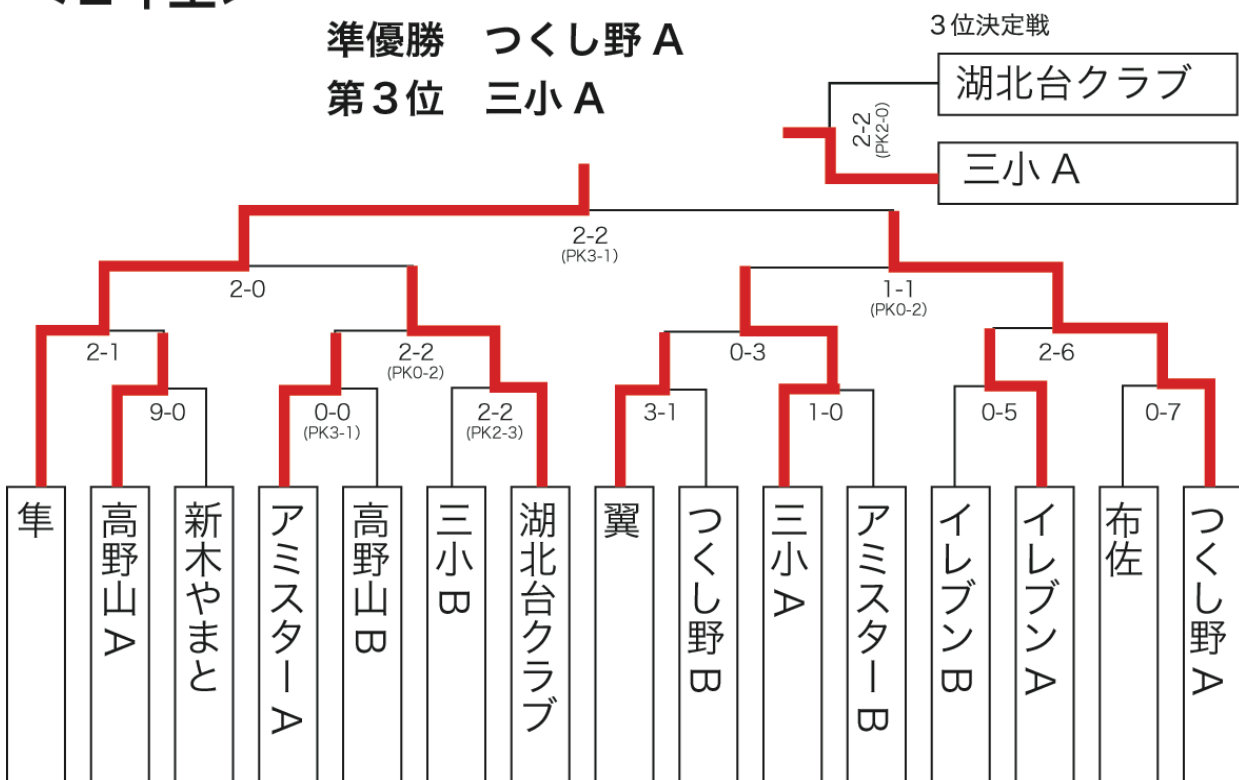 準優勝 つくし野 A
第３位 三小 A
３位決定戦
湖北台クラブ
2-2
(PK2-0)
三小 A
2-2
(PK3-1)
2-0
1-1
(PK0-2)
2-1
2-2
(PK0-2)
0-3
2-6
9-0
0-0
(PK3-1)
2-2
(PK2-3)
3-1
1-0
0-5
0-7
隼
高野山 A
新木やまと
アミスター A
高野山 B
三小 B
湖北台クラブ
翼
つくし野 B
三小 A
アミスター B
イレブン B
イレブン A
布佐
つくし野 A